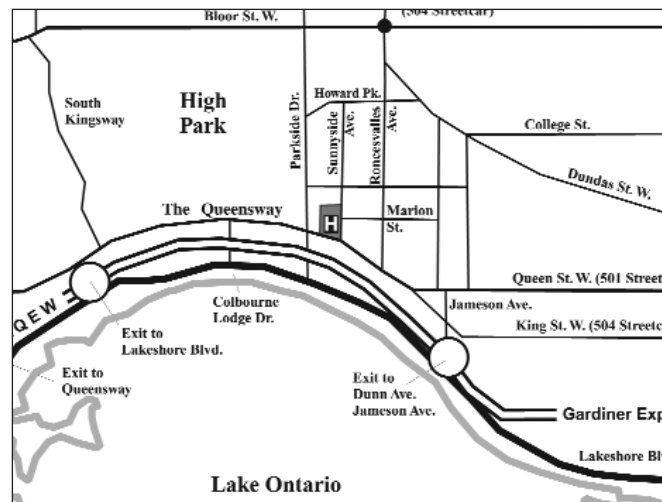 (504 Streetcar)
Bloor St. W.
South
Kingsway
High
Park
Parkside Dr.
Howard Pk.
Sunnyside
Ave.
Roncesvalles
Ave.
College St.
Dundas St. W.
Marion
St.
H
The Queensway
QEW
Colbourne
Lodge Dr.
Queen St. W. (501 Street
Jameson Ave.
King St. W. (504 Streetc
Exit to
Lakeshore Blvd.
Exit to
Queensway
Exit to
Dunn Ave.
Jameson Ave.
Gardiner Exp
Lakeshore Blv
Lake Ontario